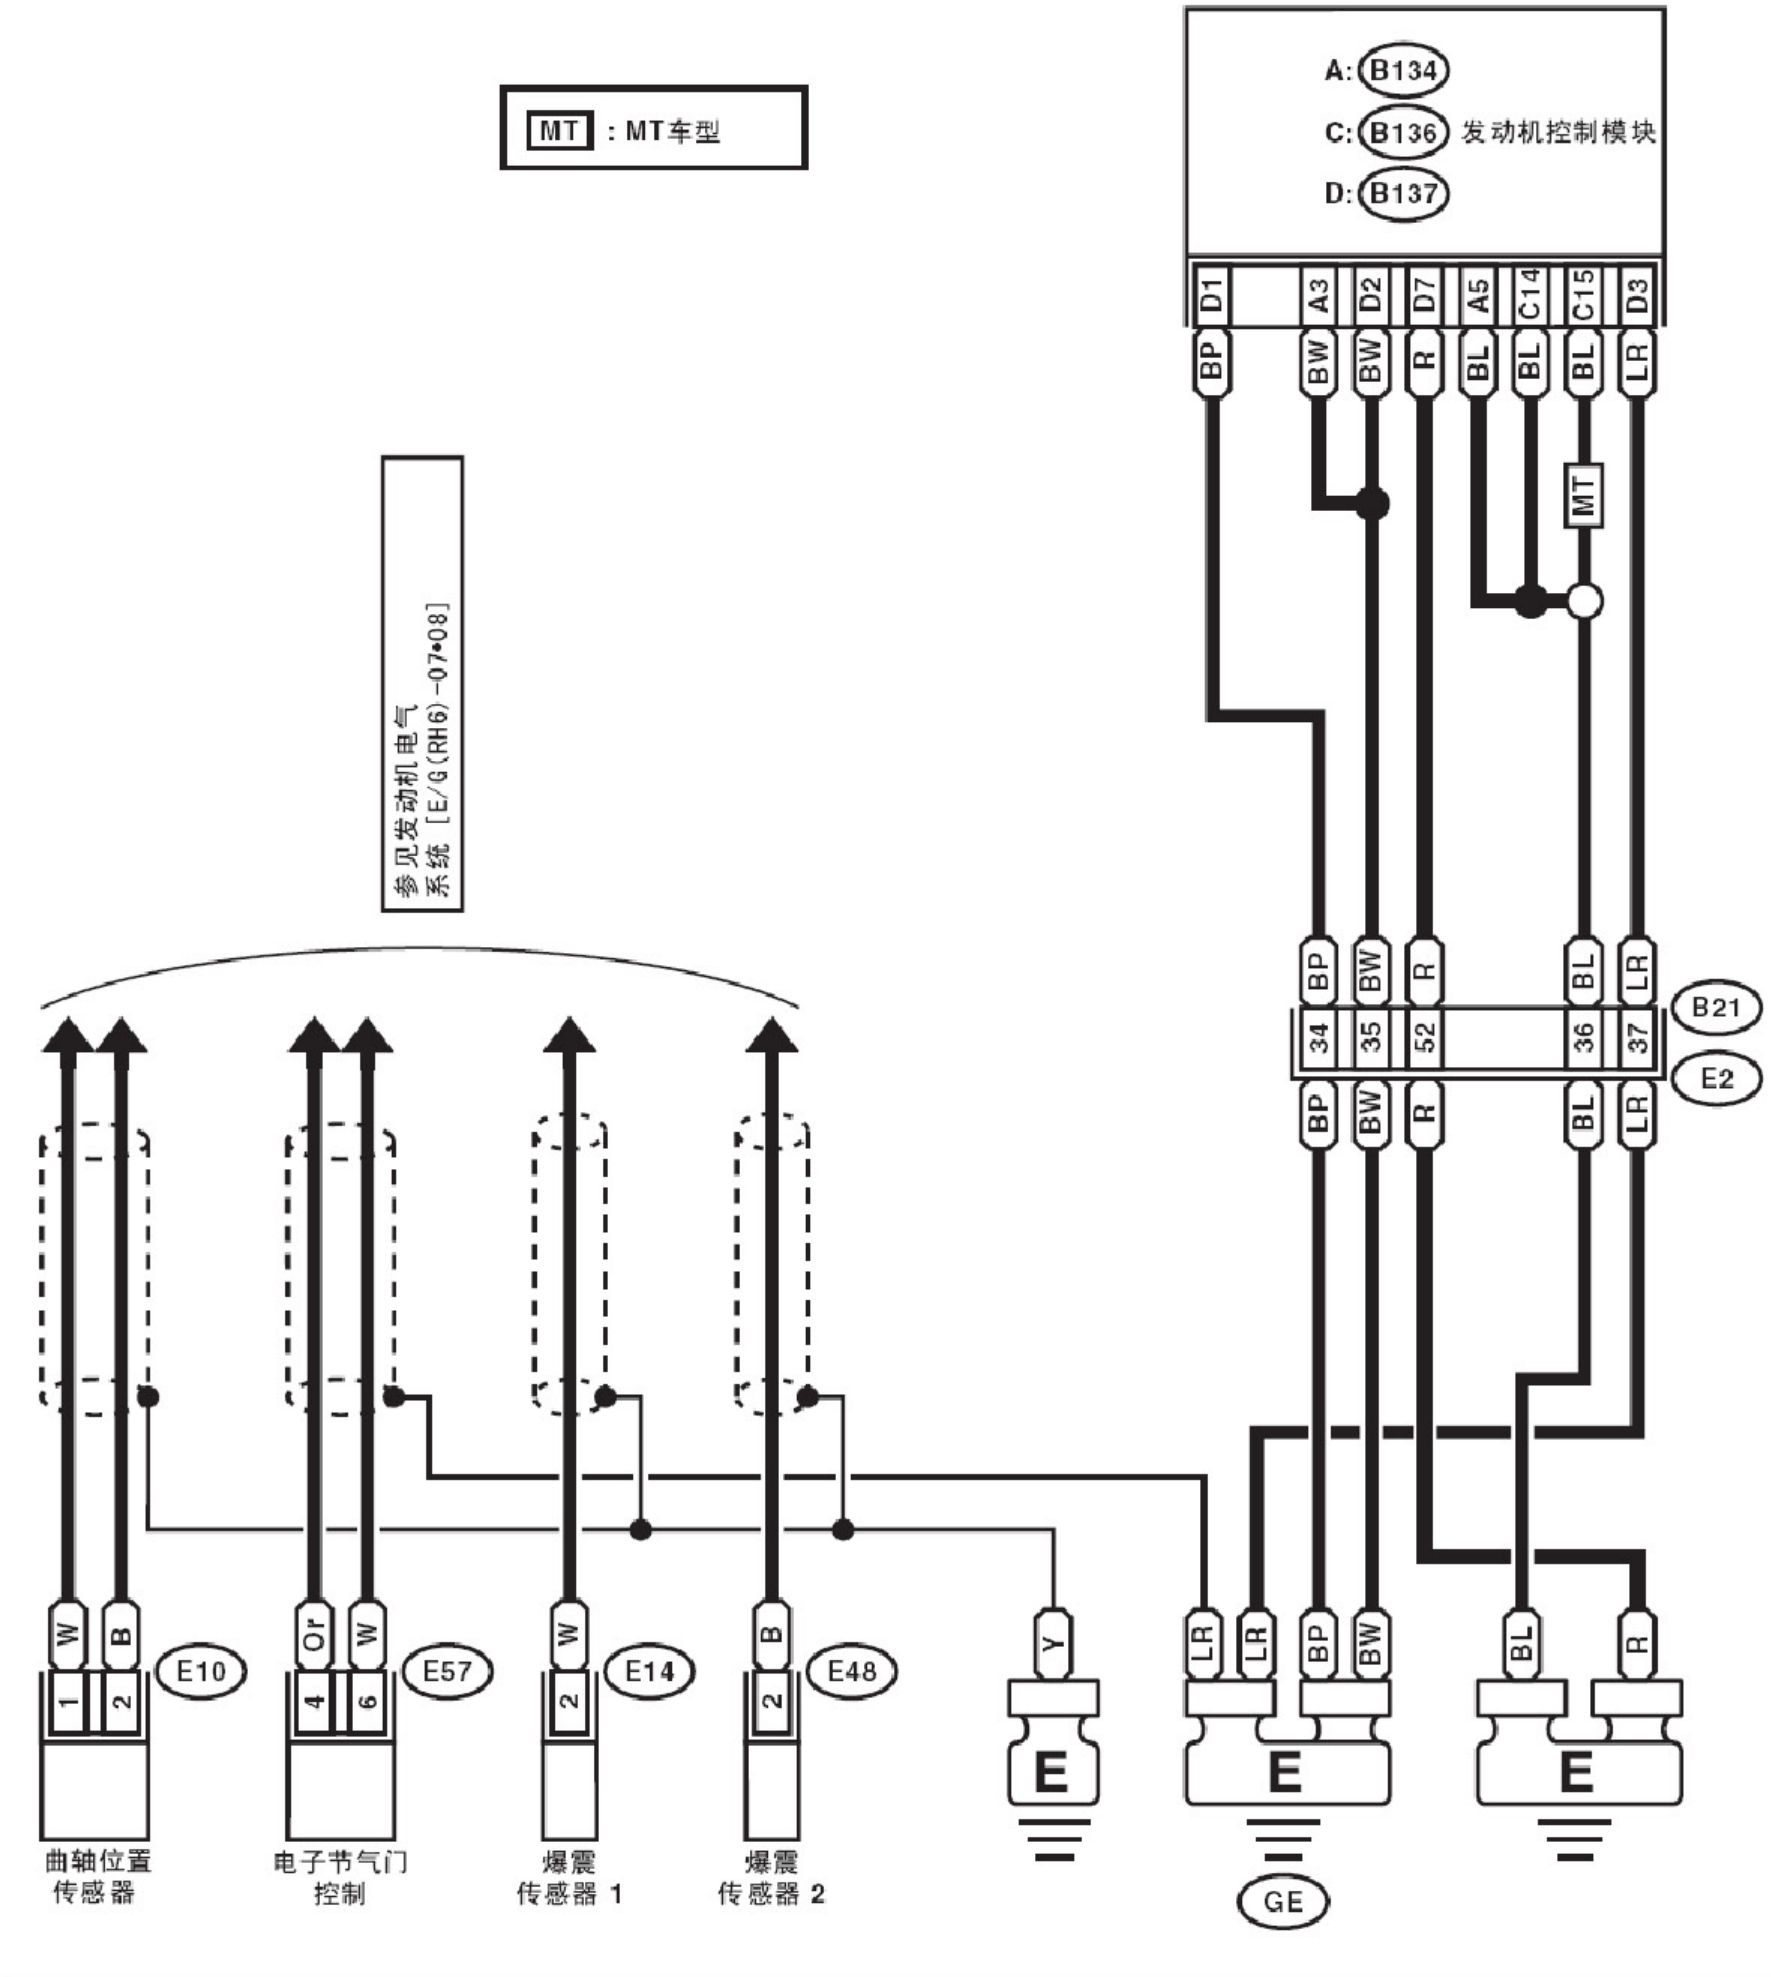 A: B134
MT : MT车型
C: B136 发动机控制模块
D: B137
D1 A3 D2 D7 A5 C14 C15 D3
BP BW BW R BL BL BL LR
MT
参见发动机电气
系统 [E/G(RH6)-07•08]
BP BW R BL LR
B21
34 35 52 36 37
E2
BP BW R BL LR
W B Or W W B Y LR LR BP BW BL R
E10 E57 E14 E48
1 2 4 6 2 2
E E E
曲轴位置
传感器
电子节气门
控制
爆震
传感器 1
爆震
传感器 2
GE